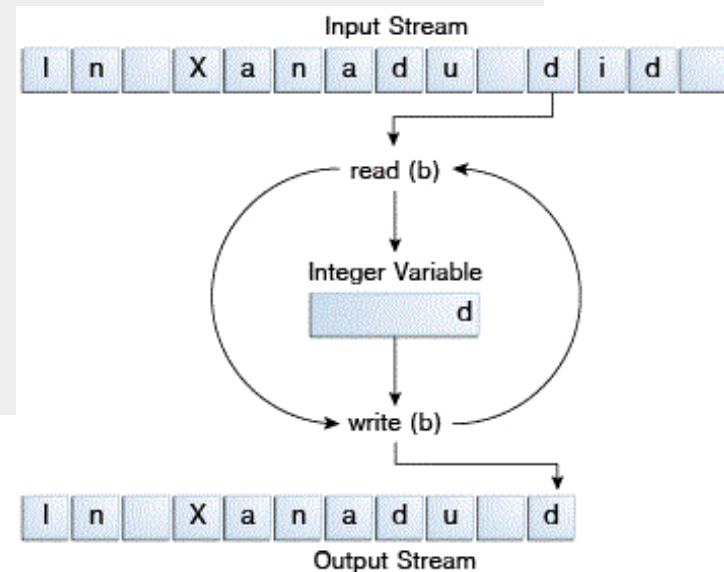 Input Stream
I n X a n a d u d i d
read (b)
Integer Variable
d
write (b)
I n X a n a d u d
Output Stream